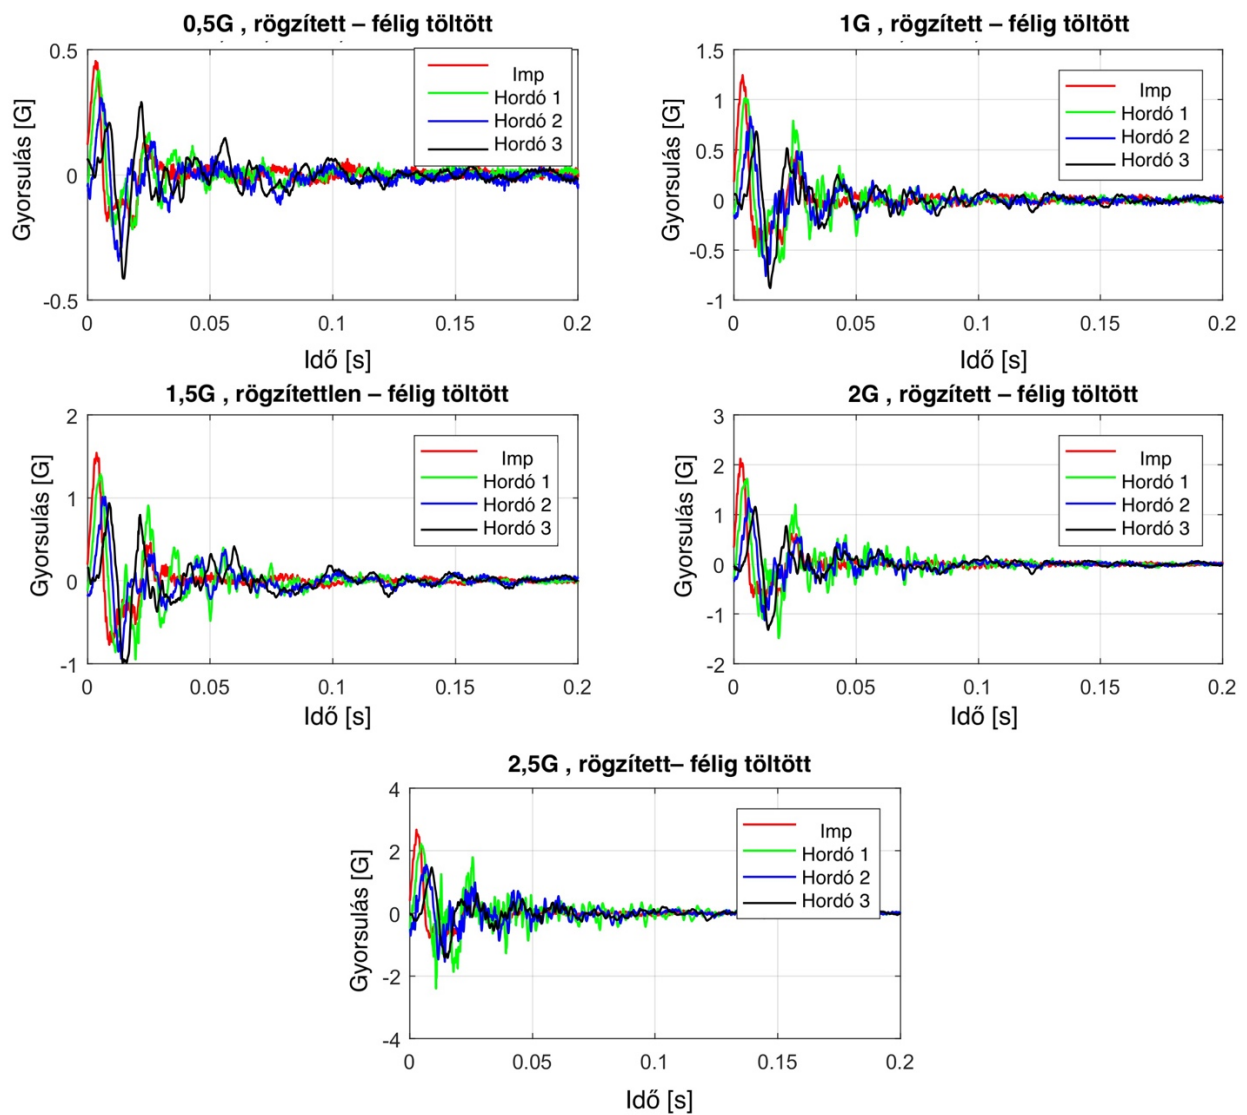 0,5G , rögzített – félig töltött
0.5
0
-0.5
Gyorsulás [G]
Imp
Hordó 1
Hordó 2
Hordó 3
0 0.05 0.1 0.15 0.2
Idő [s]
1G , rögzített – félig töltött
1.5
1
0.5
0
-0.5
-1
Gyorsulás [G]
Imp
Hordó 1
Hordó 2
Hordó 3
0 0.05 0.1 0.15 0.2
Idő [s]
1,5G , rögzítettlen – félig töltött
2
1
0
-1
Gyorsulás [G]
Imp
Hordó 1
Hordó 2
Hordó 3
0 0.05 0.1 0.15 0.2
Idő [s]
2G , rögzített – félig töltött
3
2
1
0
-1
-2
Gyorsulás [G]
Imp
Hordó 1
Hordó 2
Hordó 3
0 0.05 0.1 0.15 0.2
Idő [s]
2,5G , rögzített– félig töltött
4
2
0
-2
-4
Gyorsulás [G]
Imp
Hordó 1
Hordó 2
Hordó 3
0 0.05 0.1 0.15 0.2
Idő [s]